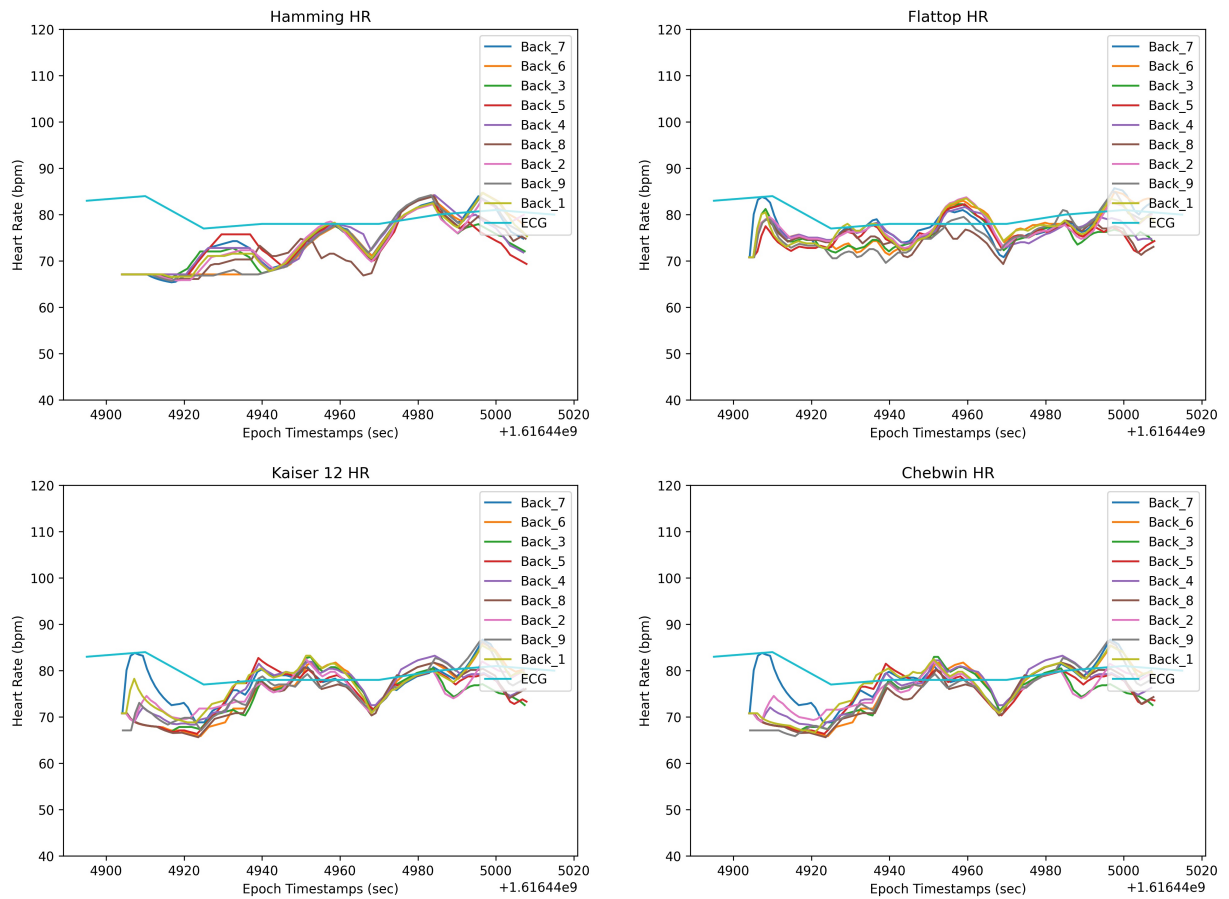 Hamming HR
Heart Rate (bpm)
120
110
100
90
80
70
60
50
40
Back_7
Back_6
Back_3
Back_5
Back_4
Back_8
Back_2
Back_9
Back_1
ECG
4900 4920 4940 4960 4980 5000 5020
Epoch Timestamps (sec)
+1.61644e9
Flattop HR
Heart Rate (bpm)
120
110
100
90
80
70
60
50
40
Back_7
Back_6
Back_3
Back_5
Back_4
Back_8
Back_2
Back_9
Back_1
ECG
4900 4920 4940 4960 4980 5000 5020
Epoch Timestamps (sec)
+1.61644e9
Kaiser 12 HR
Heart Rate (bpm)
120
110
100
90
80
70
60
50
40
Back_7
Back_6
Back_3
Back_5
Back_4
Back_8
Back_2
Back_9
Back_1
ECG
4900 4920 4940 4960 4980 5000 5020
Epoch Timestamps (sec)
+1.61644e9
Chebwin HR
Heart Rate (bpm)
120
110
100
90
80
70
60
50
40
Back_7
Back_6
Back_3
Back_5
Back_4
Back_8
Back_2
Back_9
Back_1
ECG
4900 4920 4940 4960 4980 5000 5020
Epoch Timestamps (sec)
+1.61644e9